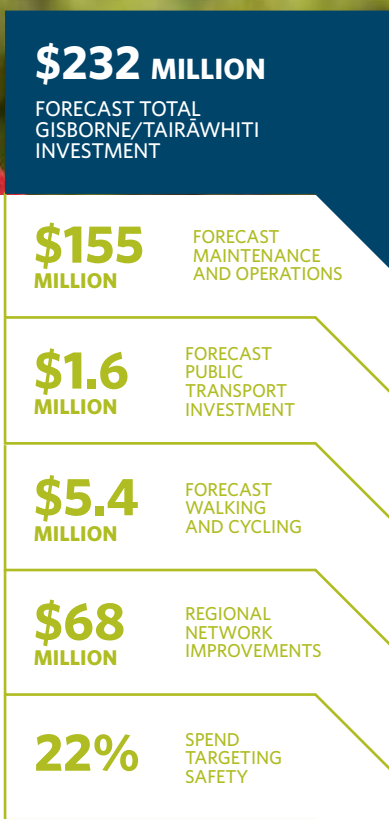 $232 MILLION
FORECAST TOTAL
GISBORNE/TAIRĀWHITI
INVESTMENT
$155
MILLION
FORECAST
MAINTENANCE
AND OPERATIONS
$1.6
MILLION
FORECAST
PUBLIC
TRANSPORT
INVESTMENT
$5.4
MILLION
FORECAST
WALKING
AND CYCLING
$68
MILLION
REGIONAL
NETWORK
IMPROVEMENTS
22%
SPEND
TARGETING
SAFETY